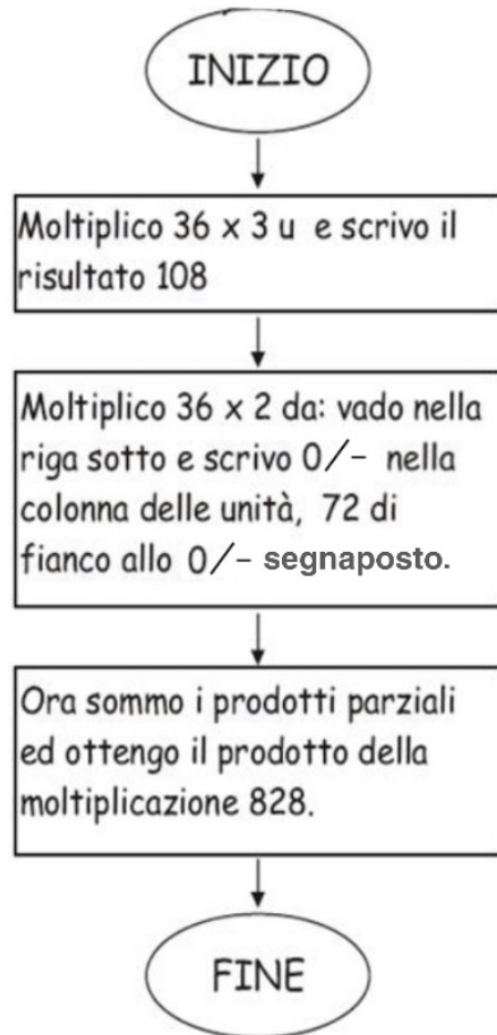 INIZIO
Moltiplico 36 x 3 u e scrivo il
risultato 108
Moltiplico 36 x 2 da: vado nella
riga sotto e scrivo 0/- nella
colonna delle unità, 72 di
fianco allo 0/- segnaposto.
Ora sommo i prodotti parziali
ed ottengo il prodotto della
moltiplicazione 828.
FINE